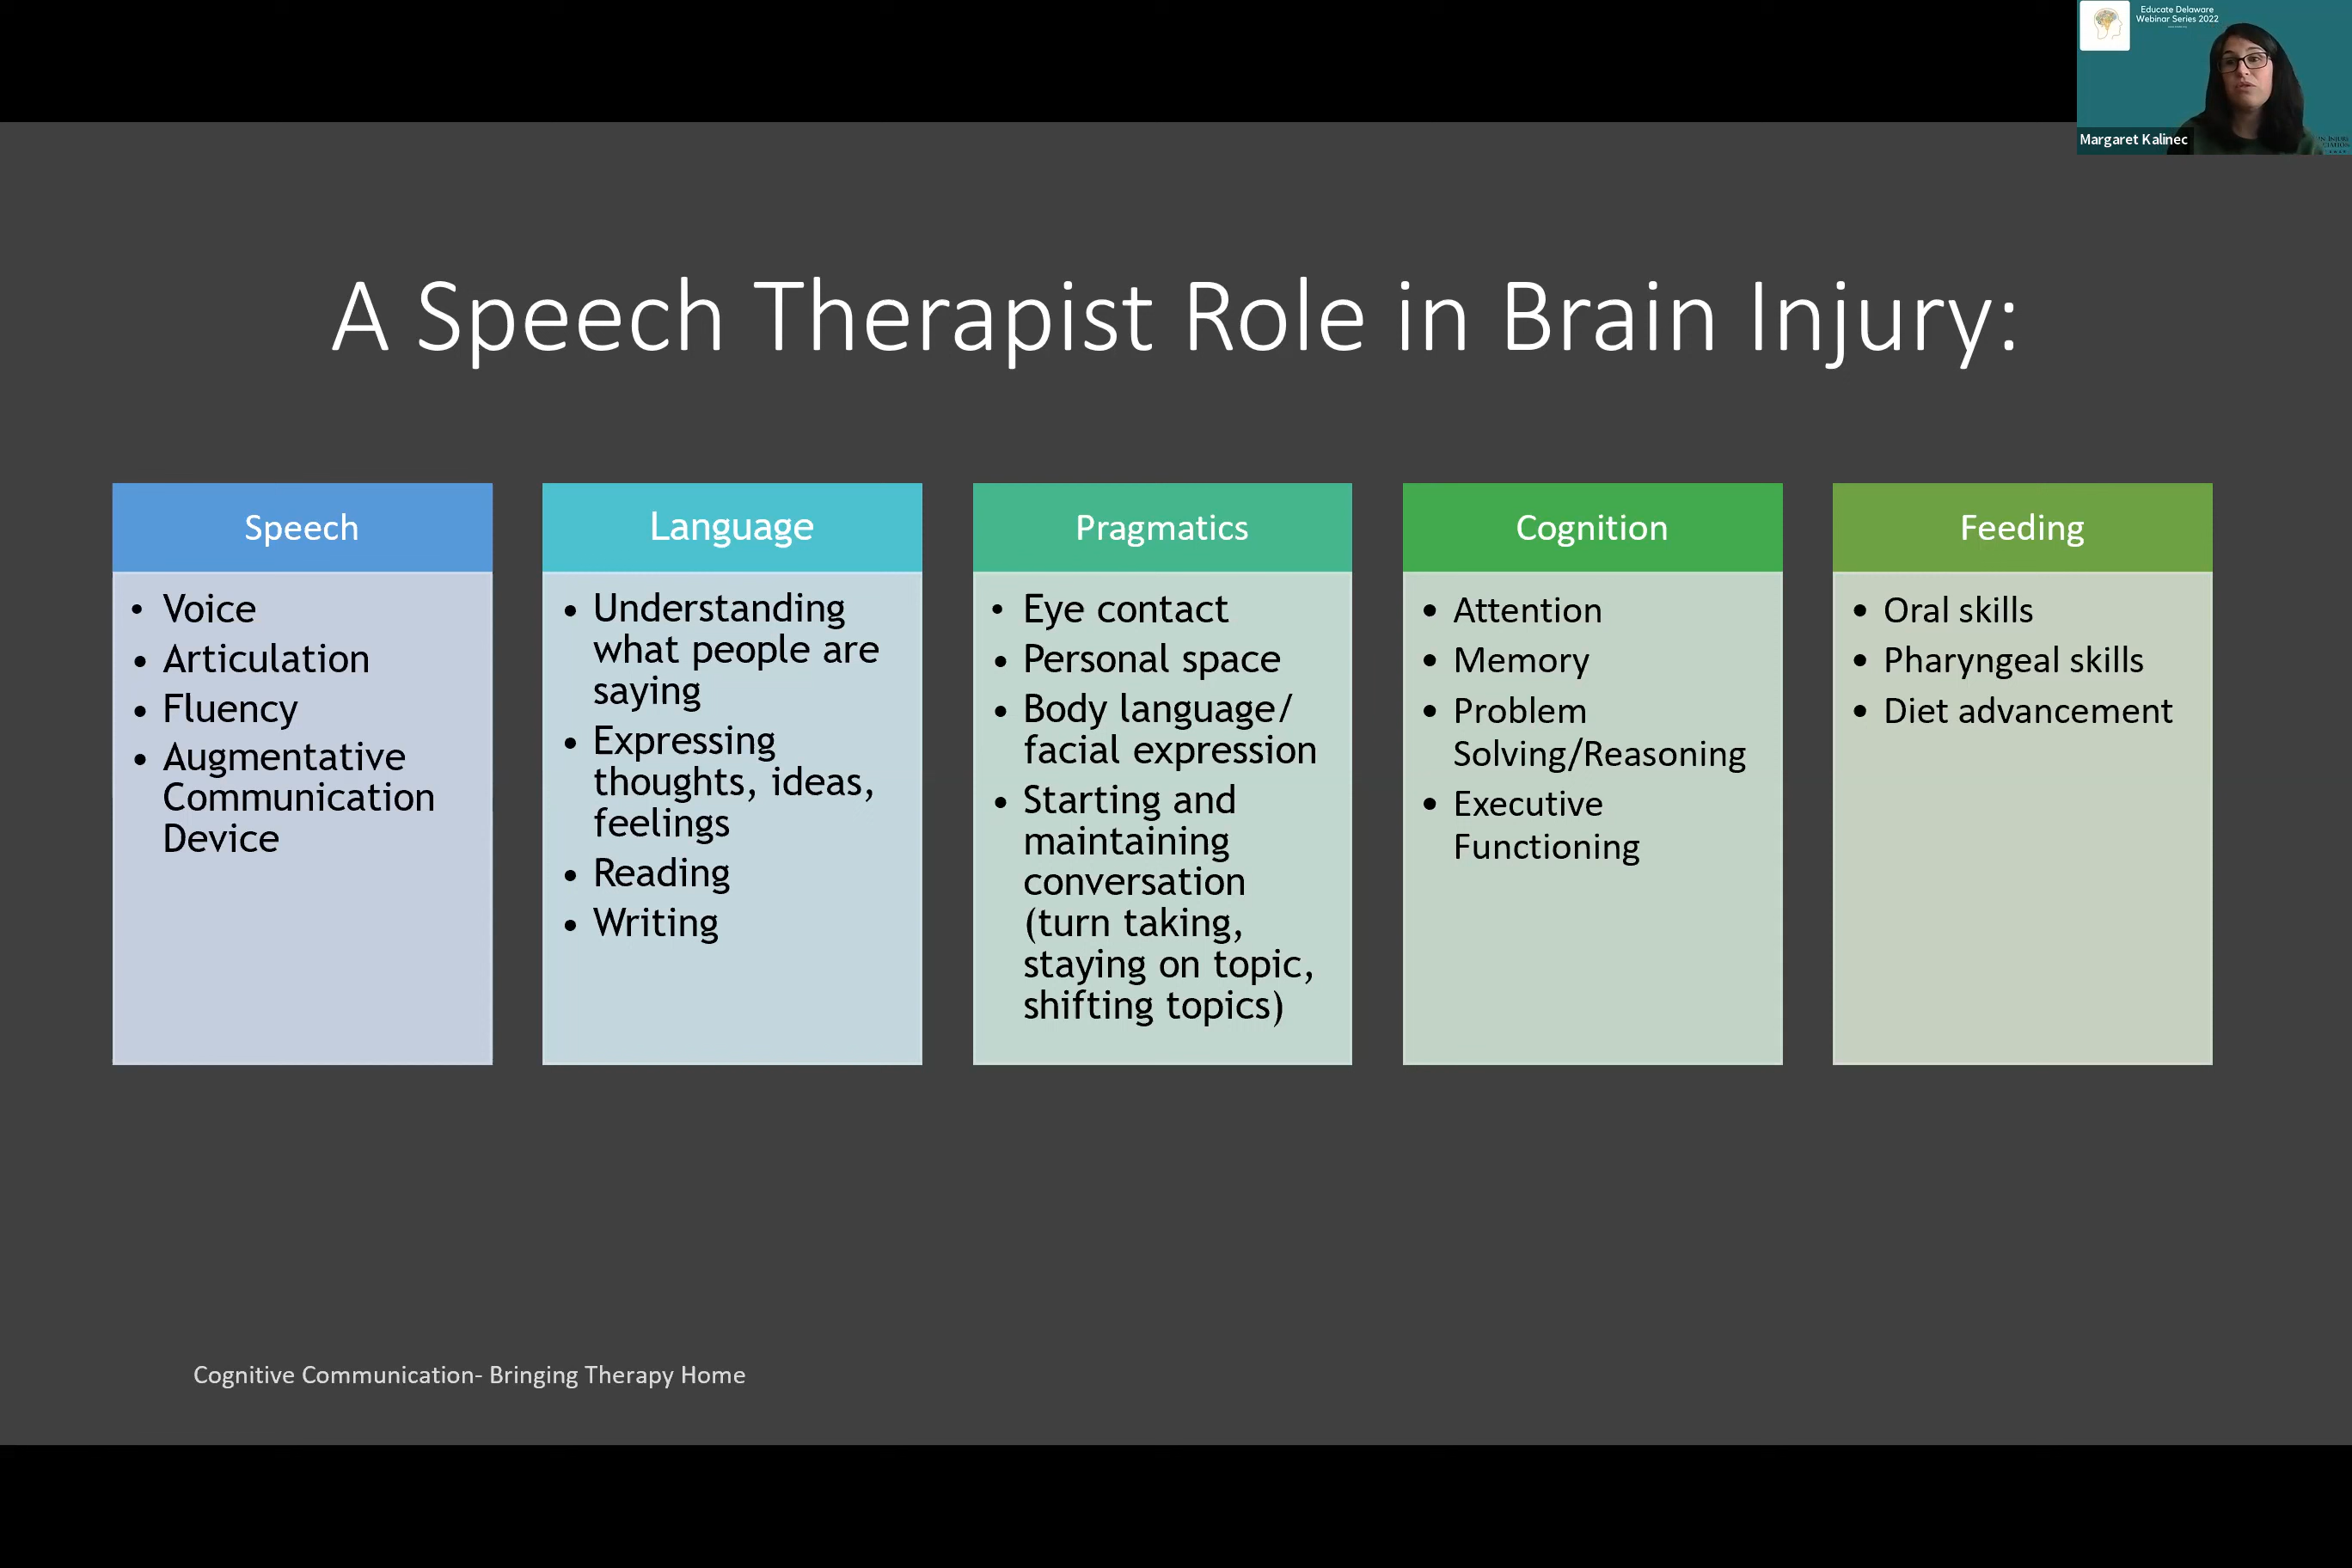 Educate Delaware
Webinar Series 2022
Margaret Kalinec
A Speech Therapist Role in Brain Injury:
Speech
• Voice
• Articulation
• Fluency
• Augmentative
Communication
Device
Language
• Understanding
what people are
saying
• Expressing
thoughts, ideas,
feelings
• Reading
• Writing
Pragmatics
• Eye contact
• Personal space
• Body language/
facial expression
• Starting and
maintaining
conversation
(turn taking,
staying on topic,
shifting topics)
Cognition
• Attention
• Memory
• Problem
Solving/Reasoning
• Executive
Functioning
Feeding
• Oral skills
• Pharyngeal skills
• Diet advancement
Cognitive Communication- Bringing Therapy Home